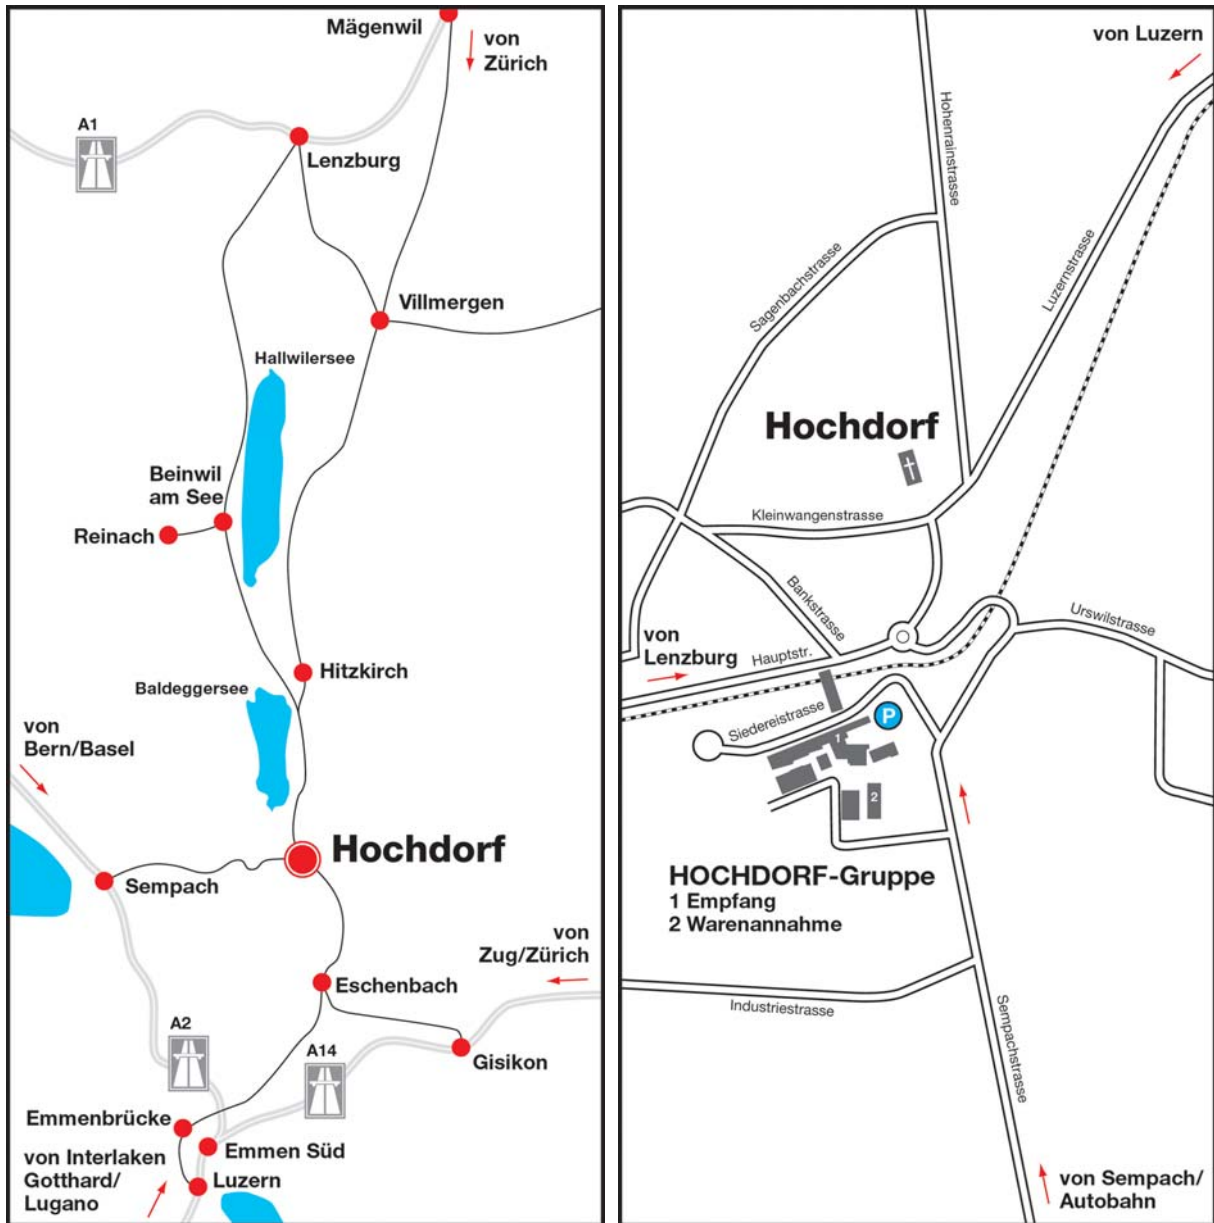 Mägenwil
von
Zürich
A1
Lenzburg
Villmergen
Hallwilersee
Beinwil
am See
Reinach
Hitzkirch
Baldeggersee
von
Bern/Basel
Hochdorf
Sempach
von
Zug/Zürich
Eschenbach
A2
A14
Gisikon
Emmenbrücke
Emmen Süd
von Interlaken
Gotthard/
Lugano
Luzern
von Luzern
Hohenrainstrasse
Luzernstrasse
Sagenbachstrasse
Hochdorf
Kleinwangenstrasse
Bankstrasse
Urswilstrasse
von
Lenzburg
Hauptstr.
Siedereistrasse
P
1
2
HOCHDORF-Gruppe
1 Empfang
2 Warenannahme
Industriestrasse
Sempachstrasse
von Sempach/
Autobahn